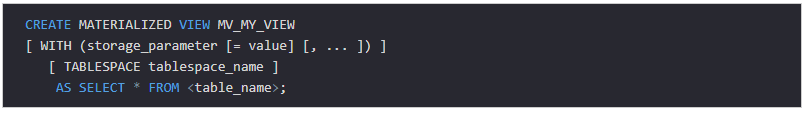 CREATE MATERIALIZED VIEW MV_MY_VIEW
[ WITH (storage_parameter [= value] [, ... ]) ]
[ TABLESPACE tablespace_name ]
AS SELECT * FROM <table_name>;